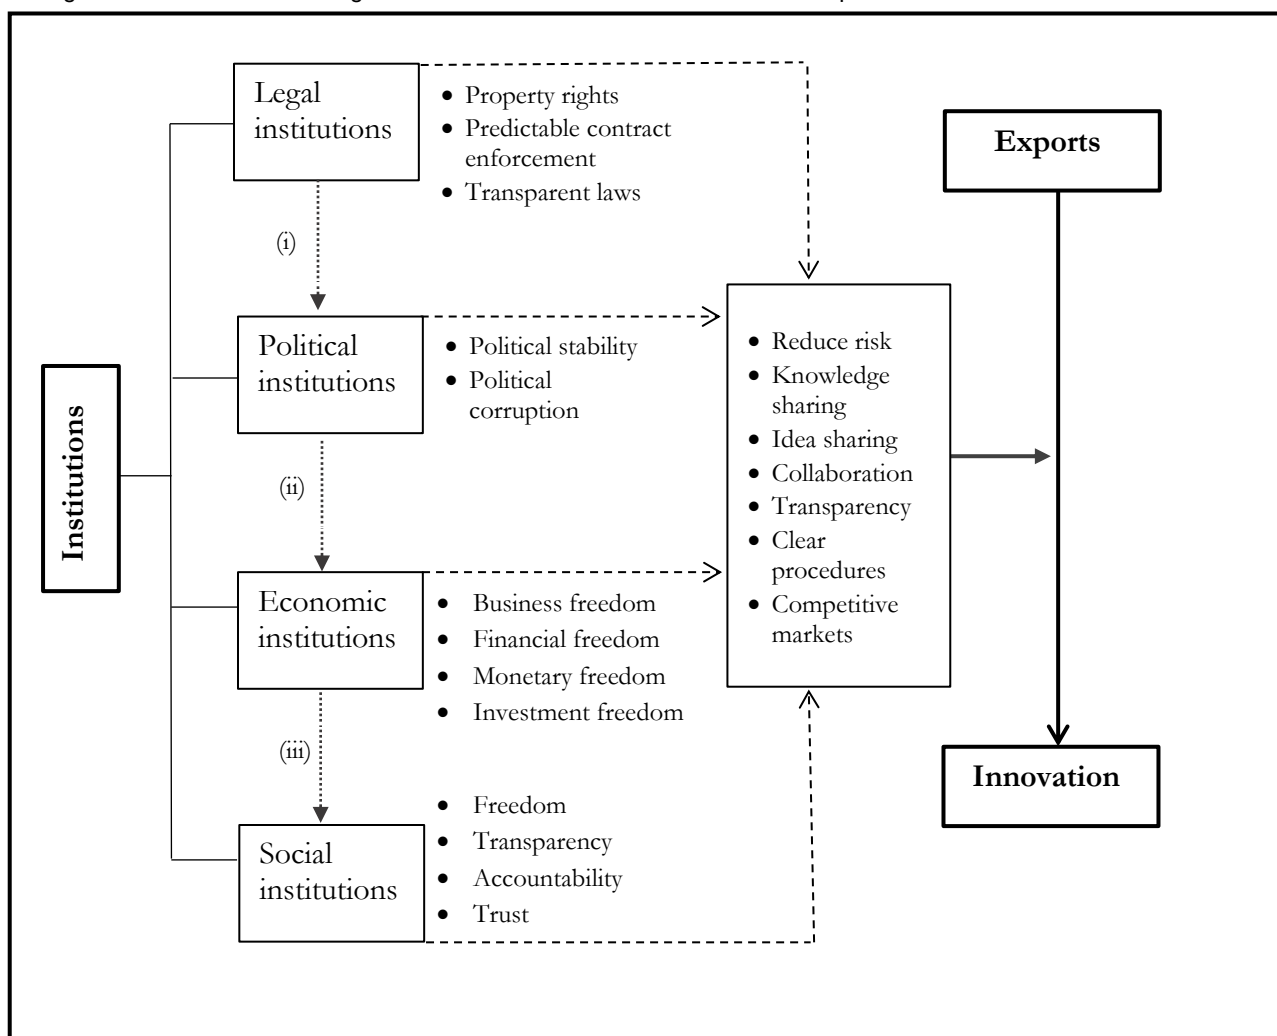 Legal
institutions
• Property rights
• Predictable contract
enforcement
• Transparent laws
Exports
(i)
Political
institutions
• Political stability
• Political
corruption
• Reduce risk
• Knowledge
sharing
• Idea sharing
• Collaboration
• Transparency
• Clear
procedures
• Competitive
markets
Institutions
(ii)
Economic
institutions
• Business freedom
• Financial freedom
• Monetary freedom
• Investment freedom
(iii)
Innovation
Social
institutions
• Freedom
• Transparency
• Accountability
• Trust